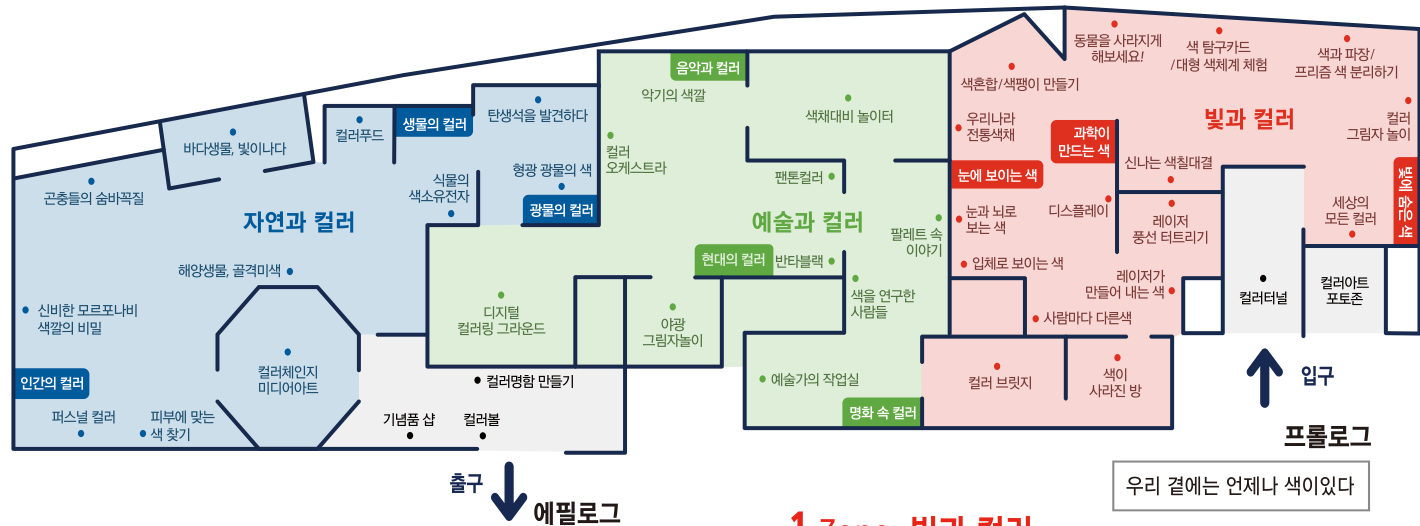 음악과 컬러
악기의 색깔
색채대비 놀이터
컬러
오케스트라
팬톤컬러
예술과 컬러
팔레트 속
이야기
현대의 컬러
반타블랙
색을 연구한
사람들
디지털
컬러링 그라운드
야광
그림자놀이
예술가의 작업실
명화 속 컬러
동물을 사라지게
해보세요!
색 탐구카드
/대형 색체계 체험
색과 파장/
프리즘 색 분리하기
색혼합/색팽이 만들기
빛과 컬러
컬러
그림자 놀이
우리나라
전통색채
과학이
만드는 색
신나는 색칠대결
눈에 보이는 색
빛에 숨은 색
눈과 뇌로
보는 색
디스플레이
레이저
풍선 터트리기
세상의
모든 컬러
입체로 보이는 색
레이저가
만들어 내는 색
사람마다 다른색
컬러 브릿지
색이
사라진 방
컬러터널
컬러아트
포토존
입구
프롤로그
우리 곁에는 언제나 색이있다
바다생물, 빛이나다
컬러푸드
생물의 컬러
탄생석을 발견하다
형광 광물의 색
식물의
색소유전자
광물의 컬러
곤충들의 숨바꼭질
자연과 컬러
해양생물, 골격미색
신비한 모르포나비
색깔의 비밀
컬러체인지
미디어아트
인간의 컬러
퍼스널 컬러
피부에 맞는
색 찾기
컬러명함 만들기
기념품 샵
컬러볼
출구
에필로그
1 Zone 빛과 컬러